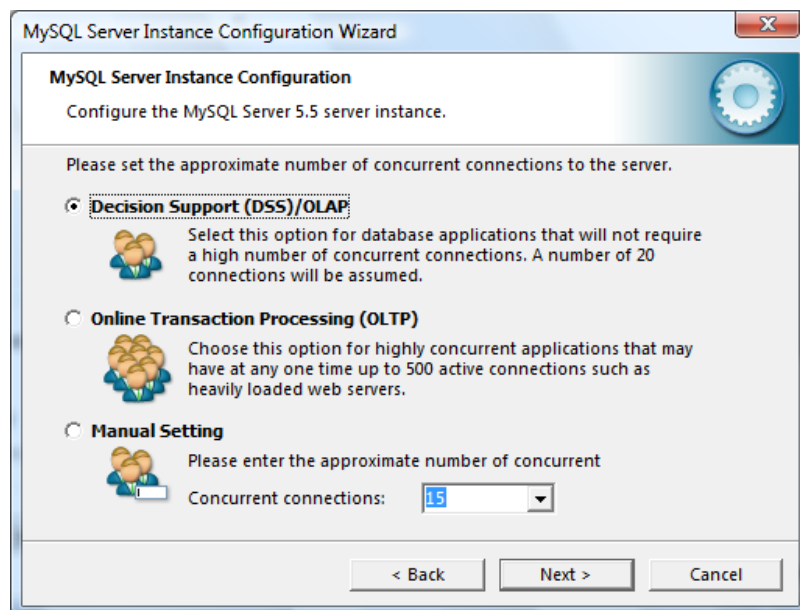 MySQL Server Instance Configuration Wizard
MySQL Server Instance Configuration
Configure the MySQL Server 5.5 server instance.
Please set the approximate number of concurrent connections to the server.
Decision Support (DSS)/OLAP
Select this option for database applications that will not require
a high number of concurrent connections. A number of 20
connections will be assumed.
Online Transaction Processing (OLTP)
Choose this option for highly concurrent applications that may
have at any one time up to 500 active connections such as
heavily loaded web servers.
Manual Setting
Please enter the approximate number of concurrent
Concurrent connections: 15
< Back Next > Cancel